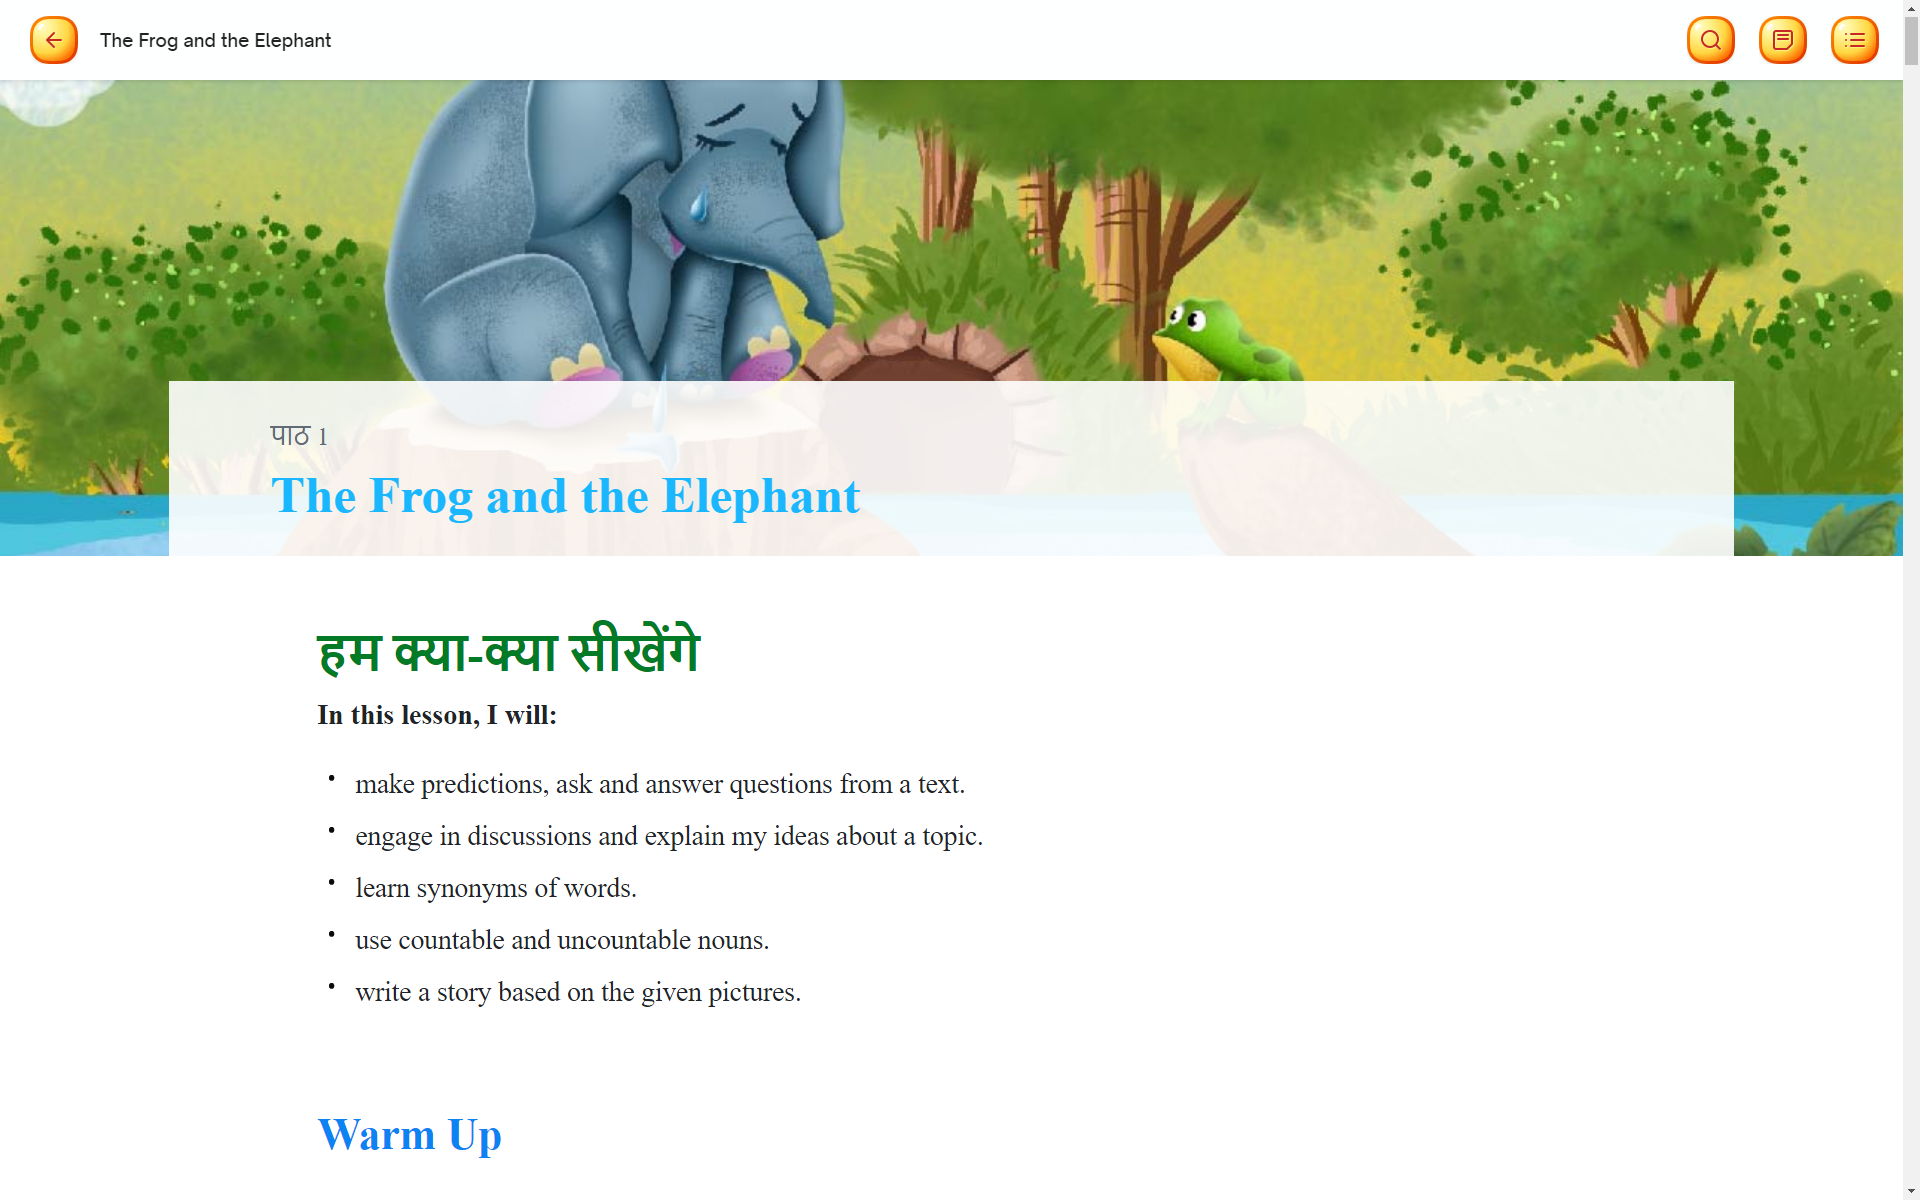 The Frog and the Elephant
पाठ 1
The Frog and the Elephant
हम क्या-क्या सीखेंगे
In this lesson, I will:
• make predictions, ask and answer questions from a text.
• engage in discussions and explain my ideas about a topic.
• learn synonyms of words.
• use countable and uncountable nouns.
• write a story based on the given pictures.
Warm Up